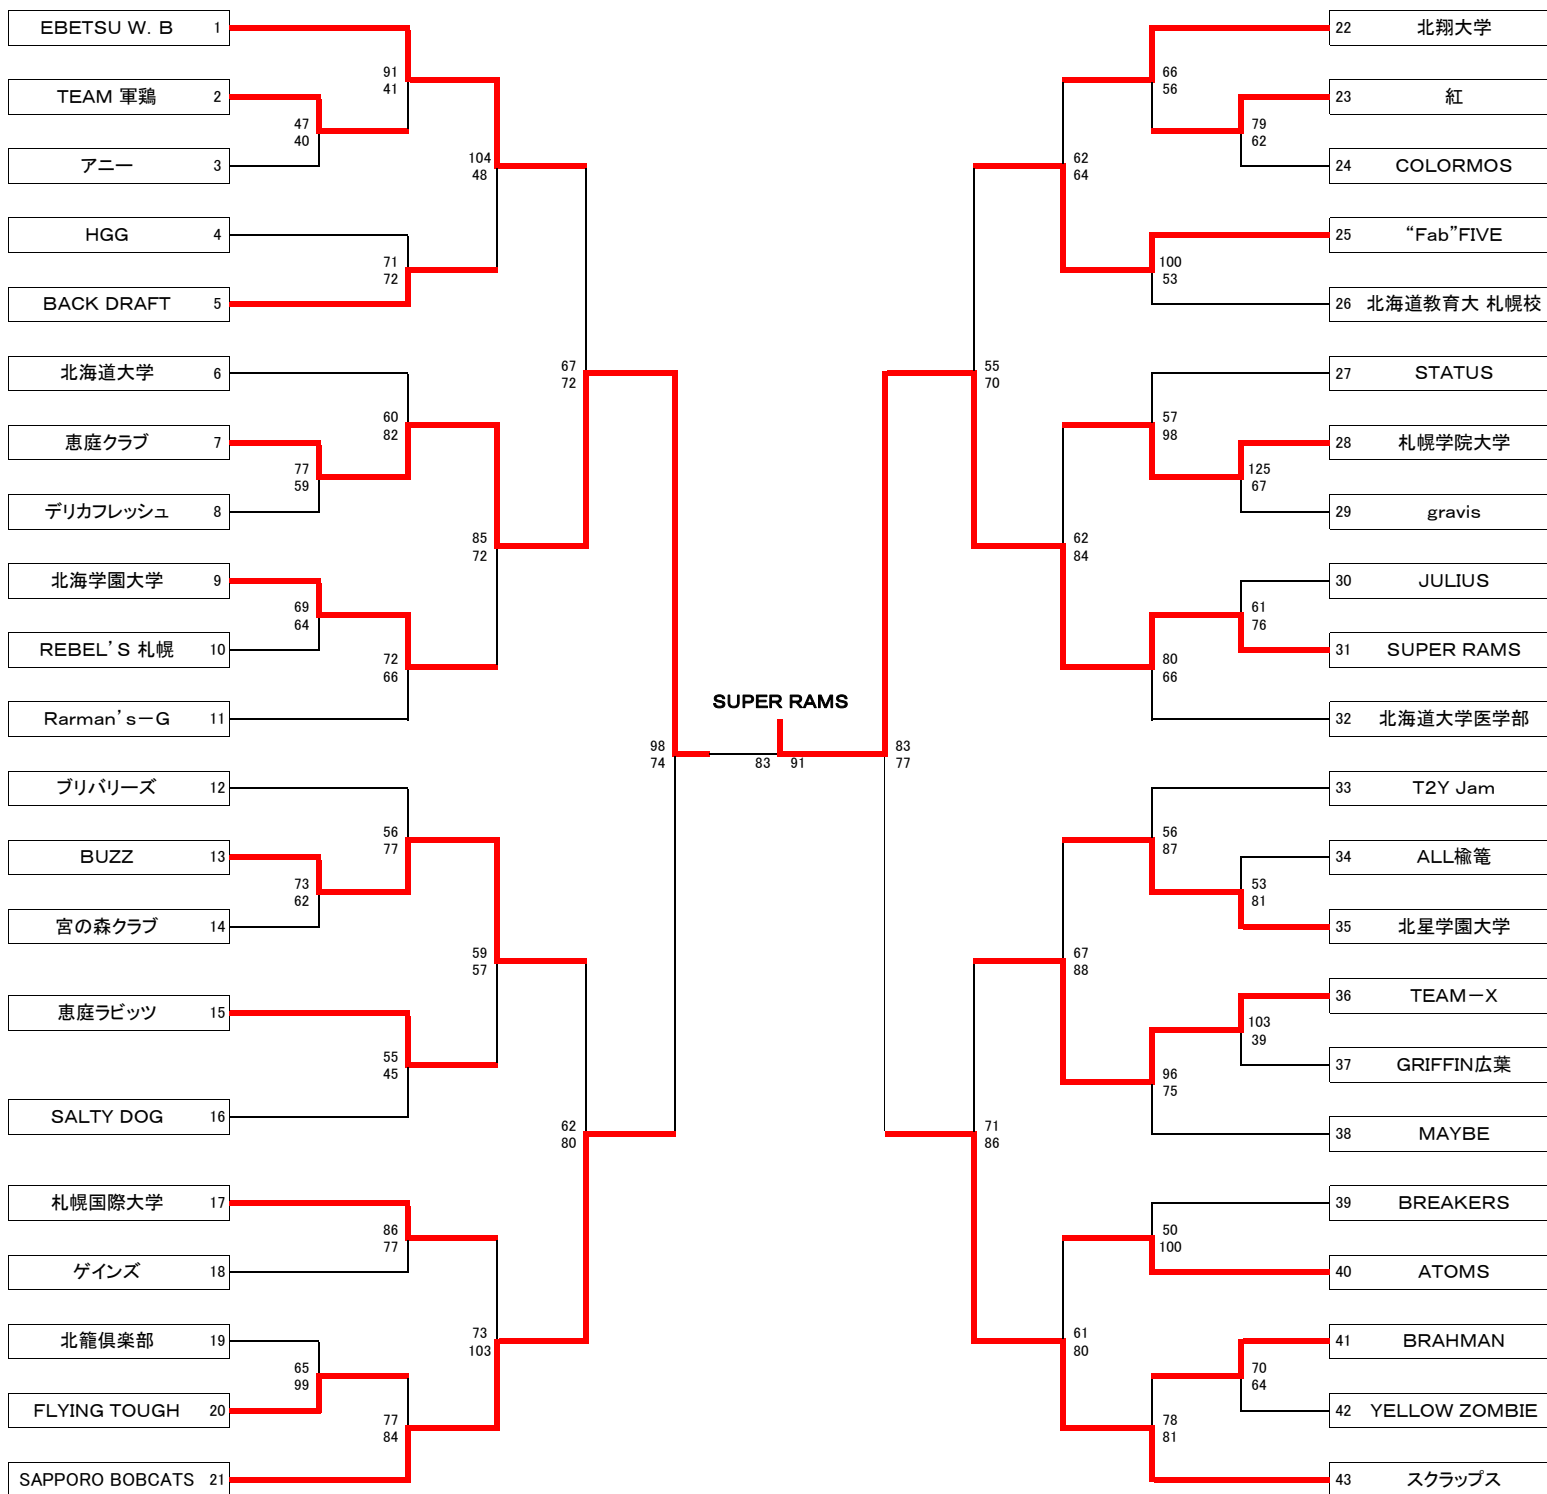 EBETSU W. B 1
TEAM 軍鶏 2
アニー 3
HGG 4
BACK DRAFT 5
北海道大学 6
恵庭クラブ 7
デリカフレッシュ 8
北海学園大学 9
REBEL'S 札幌 10
Rarman's－G 11
ブリバリーズ 12
BUZZ 13
宮の森クラブ 14
恵庭ラビッツ 15
SALTY DOG 16
札幌国際大学 17
ゲインズ 18
北籠倶楽部 19
FLYING TOUGH 20
SAPPORO BOBCATS 21
47
40
77
59
69
64
73
62
65
99
91
41
71
72
60
82
72
66
56
77
55
45
86
77
77
84
104
48
85
72
59
57
73
103
67
72
62
80
98
74
SUPER RAMS
83 91
83
77
55
70
71
86
62
64
62
84
67
88
61
80
66
56
100
53
57
98
80
66
56
87
96
75
50
100
78
81
79
62
125
67
61
76
53
81
103
39
70
64
22 北翔大学
23 紅
24 COLORMOS
25 “Fab”FIVE
26 北海道教育大 札幌校
27 STATUS
28 札幌学院大学
29 gravis
30 JULIUS
31 SUPER RAMS
32 北海道大学医学部
33 T2Y Jam
34 ALL楡篭
35 北星学園大学
36 TEAM－X
37 GRIFFIN広葉
38 MAYBE
39 BREAKERS
40 ATOMS
41 BRAHMAN
42 YELLOW ZOMBIE
43 スクラップス